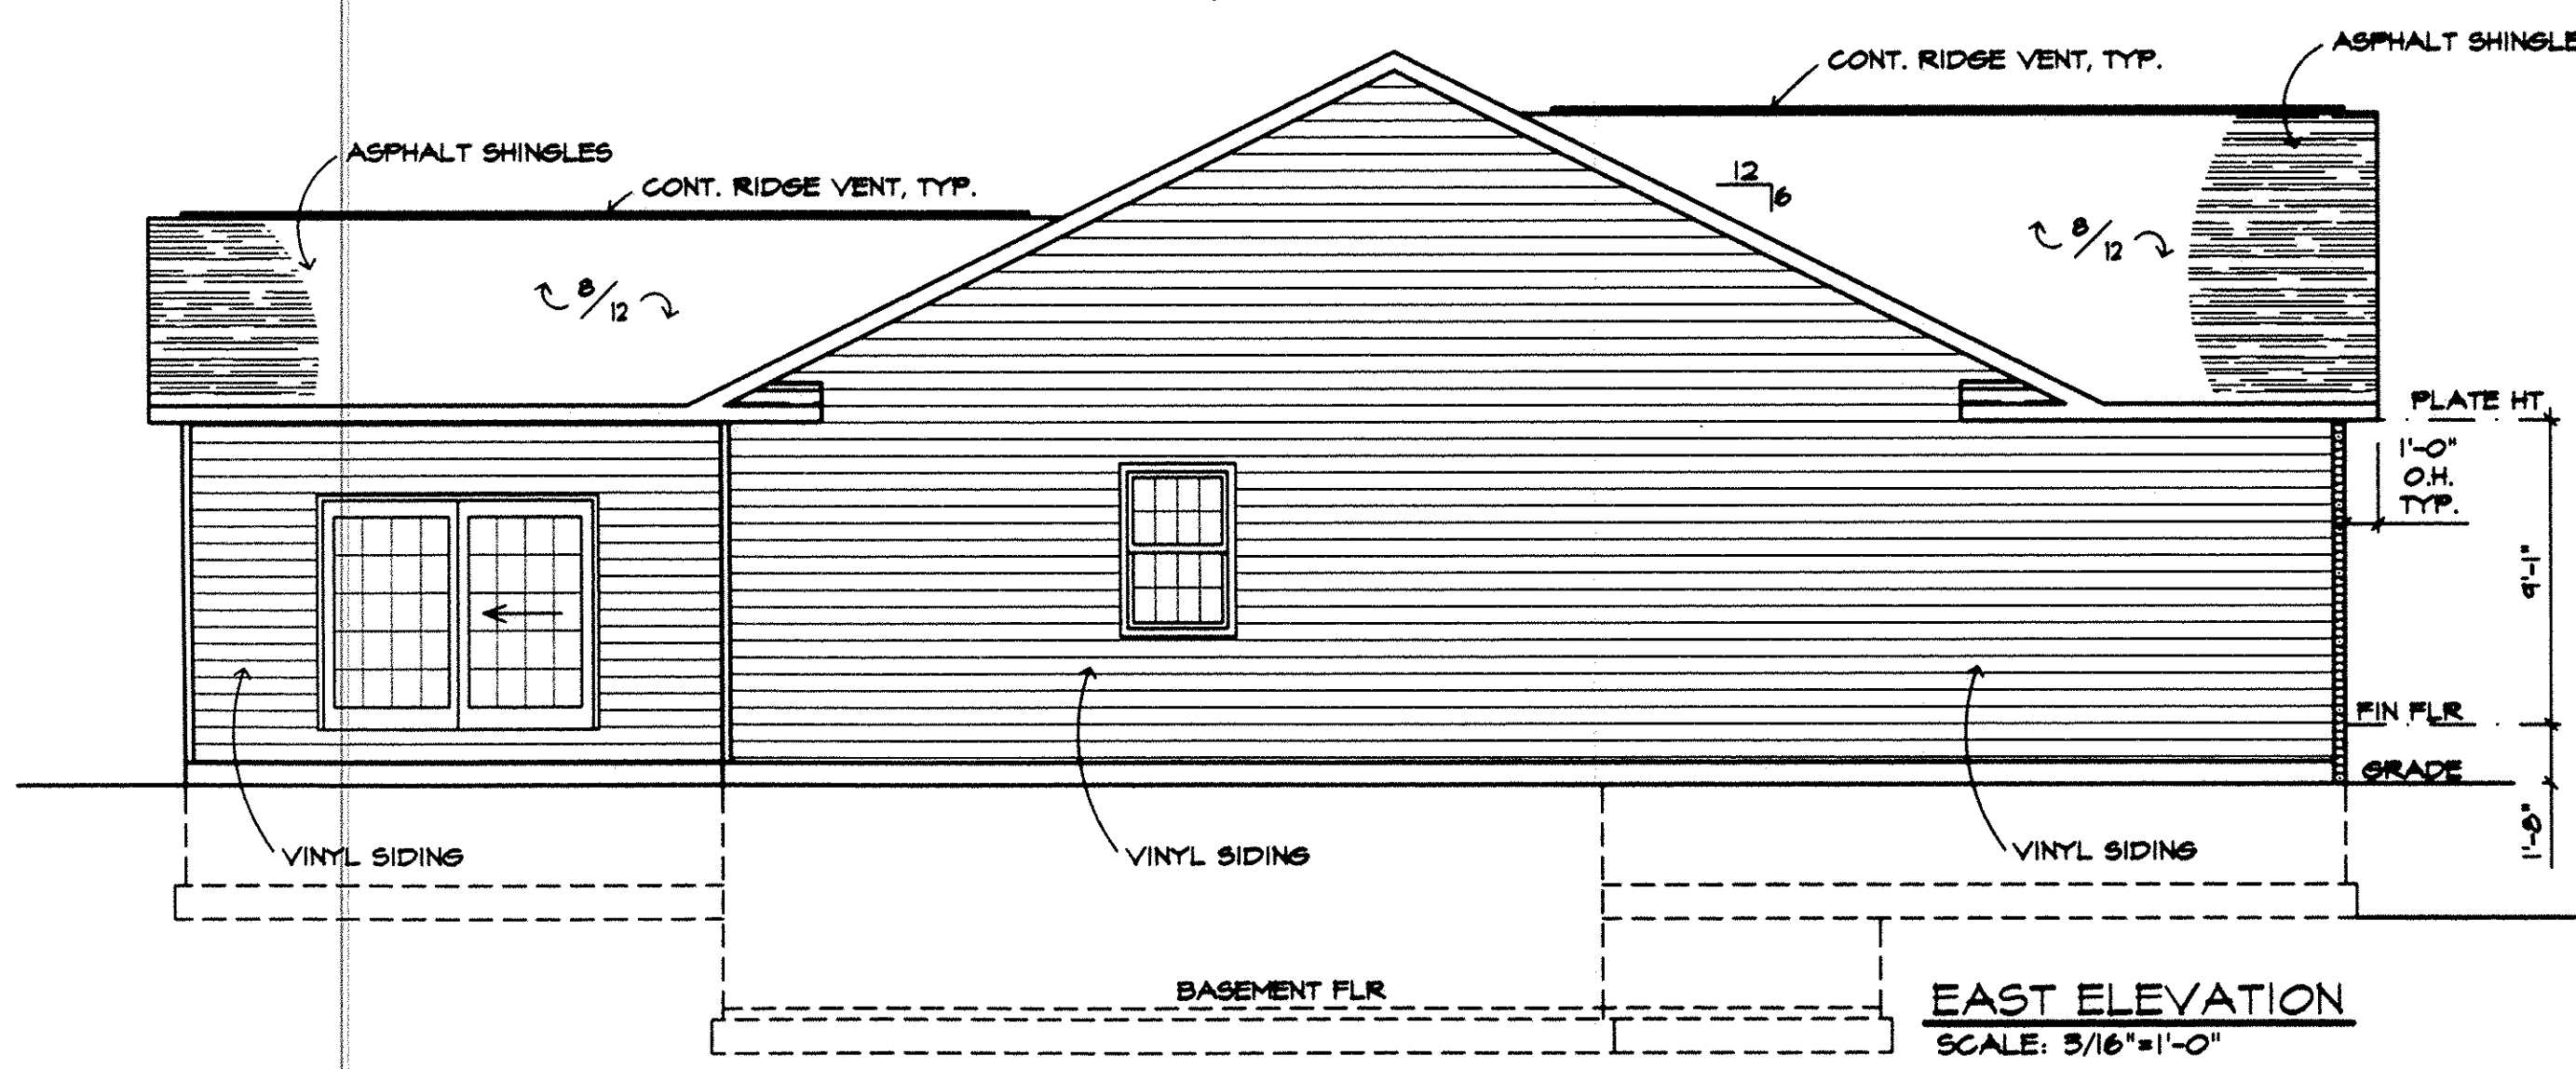 ASPHALT SHINGLE
CONT. RIDGE VENT, TYP.
ASPHALT SHINGLES
CONT. RIDGE VENT, TYP.
12
6
8/12
8/12
PLATE HT
1'-0"
O.H.
TYP.
9'-1"
FIN FLR
GRADE
1'-8"
VINYL SIDING
VINYL SIDING
VINYL SIDING
BASEMENT FLR
EAST ELEVATION
SCALE: 3/16"=1'-0"